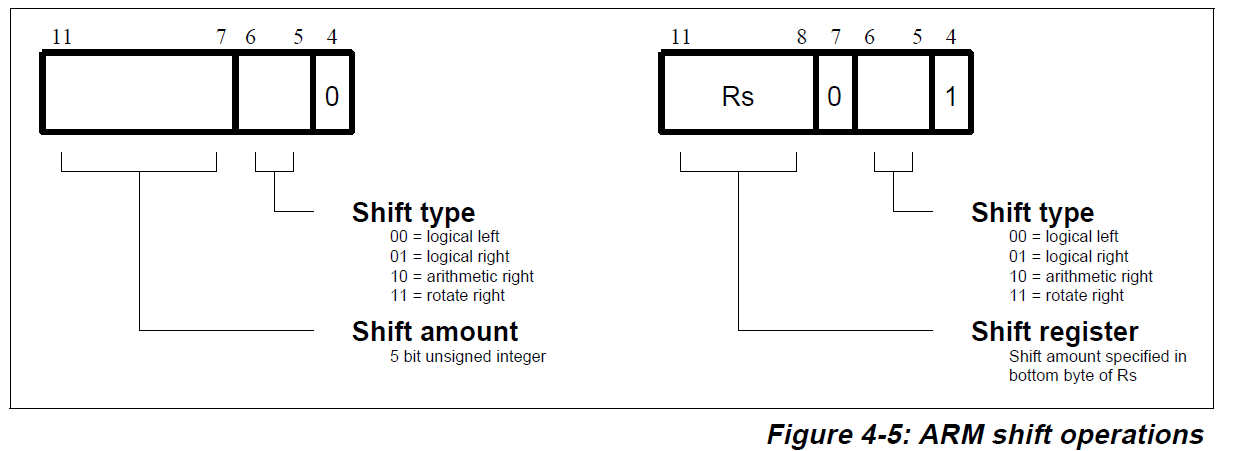 11 7 6 5 4
0
Shift type
00 = logical left
01 = logical right
10 = arithmetic right
11 = rotate right
Shift amount
5 bit unsigned integer
11 8 7 6 5 4
Rs 0 1
Shift type
00 = logical left
01 = logical right
10 = arithmetic right
11 = rotate right
Shift register
Shift amount specified in
bottom byte of Rs
Figure 4-5: ARM shift operations